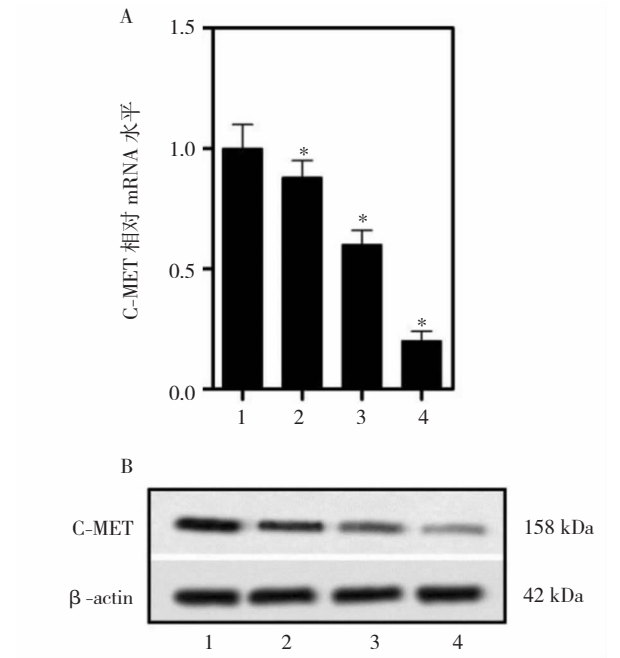 A
1.5
1.0
0.5
0.0
C-MET 相对 mRNA 水平
*
*
*
1 2 3 4
B
C-MET 158 kDa
β-actin 42 kDa
1 2 3 4